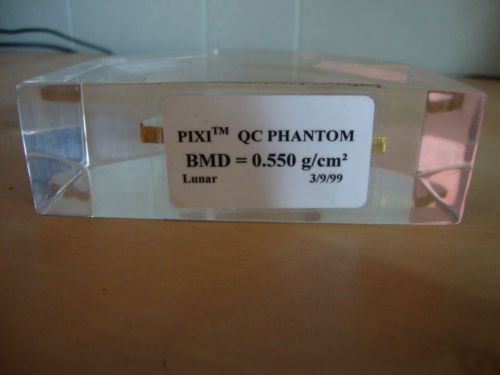 PIXI™ QC PHANTOM
BMD = 0.550 g/cm²
Lunar 3/9/99